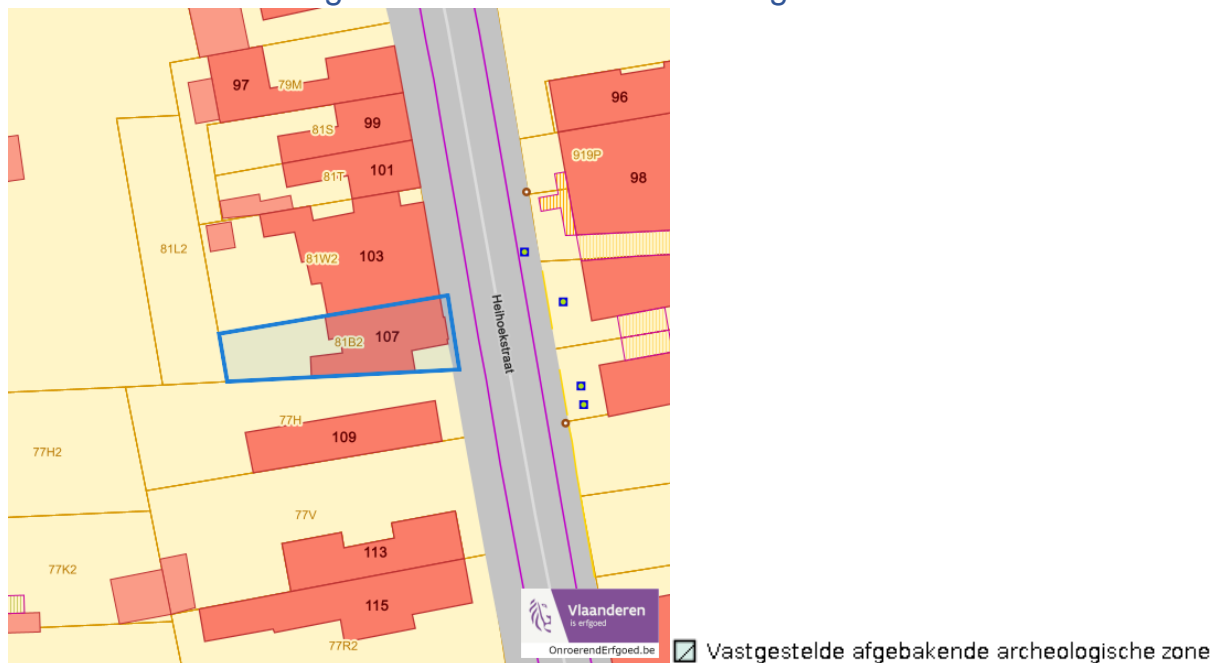 97
79M
96
99
81S
919P
101
98
81T
81L2
81W2
103
Heihoekstraat
81B2
107
77H
109
77H2
77V
113
77K2
115
77R2
Vlaanderen
is erfgoed
OnroerendErfgoed.be
Vastgestelde afgebakende archeologische zone